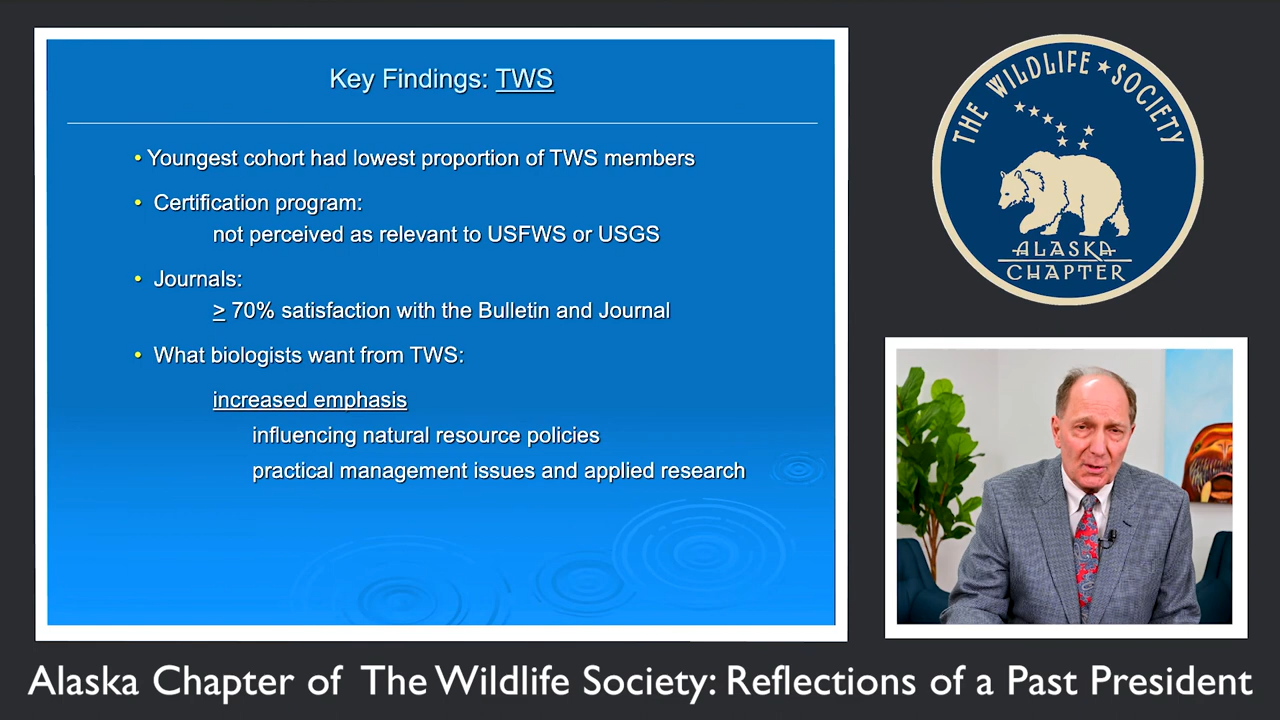 Key Findings: TWS
• Youngest cohort had lowest proportion of TWS members
• Certification program:
not perceived as relevant to USFWS or USGS
• Journals:
≥ 70% satisfaction with the Bulletin and Journal
• What biologists want from TWS:
increased emphasis
influencing natural resource policies
practical management issues and applied research
THE WILDLIFE ★ SOCIETY
ALASKA
CHAPTER
Alaska Chapter of The Wildlife Society: Reflections of a Past President